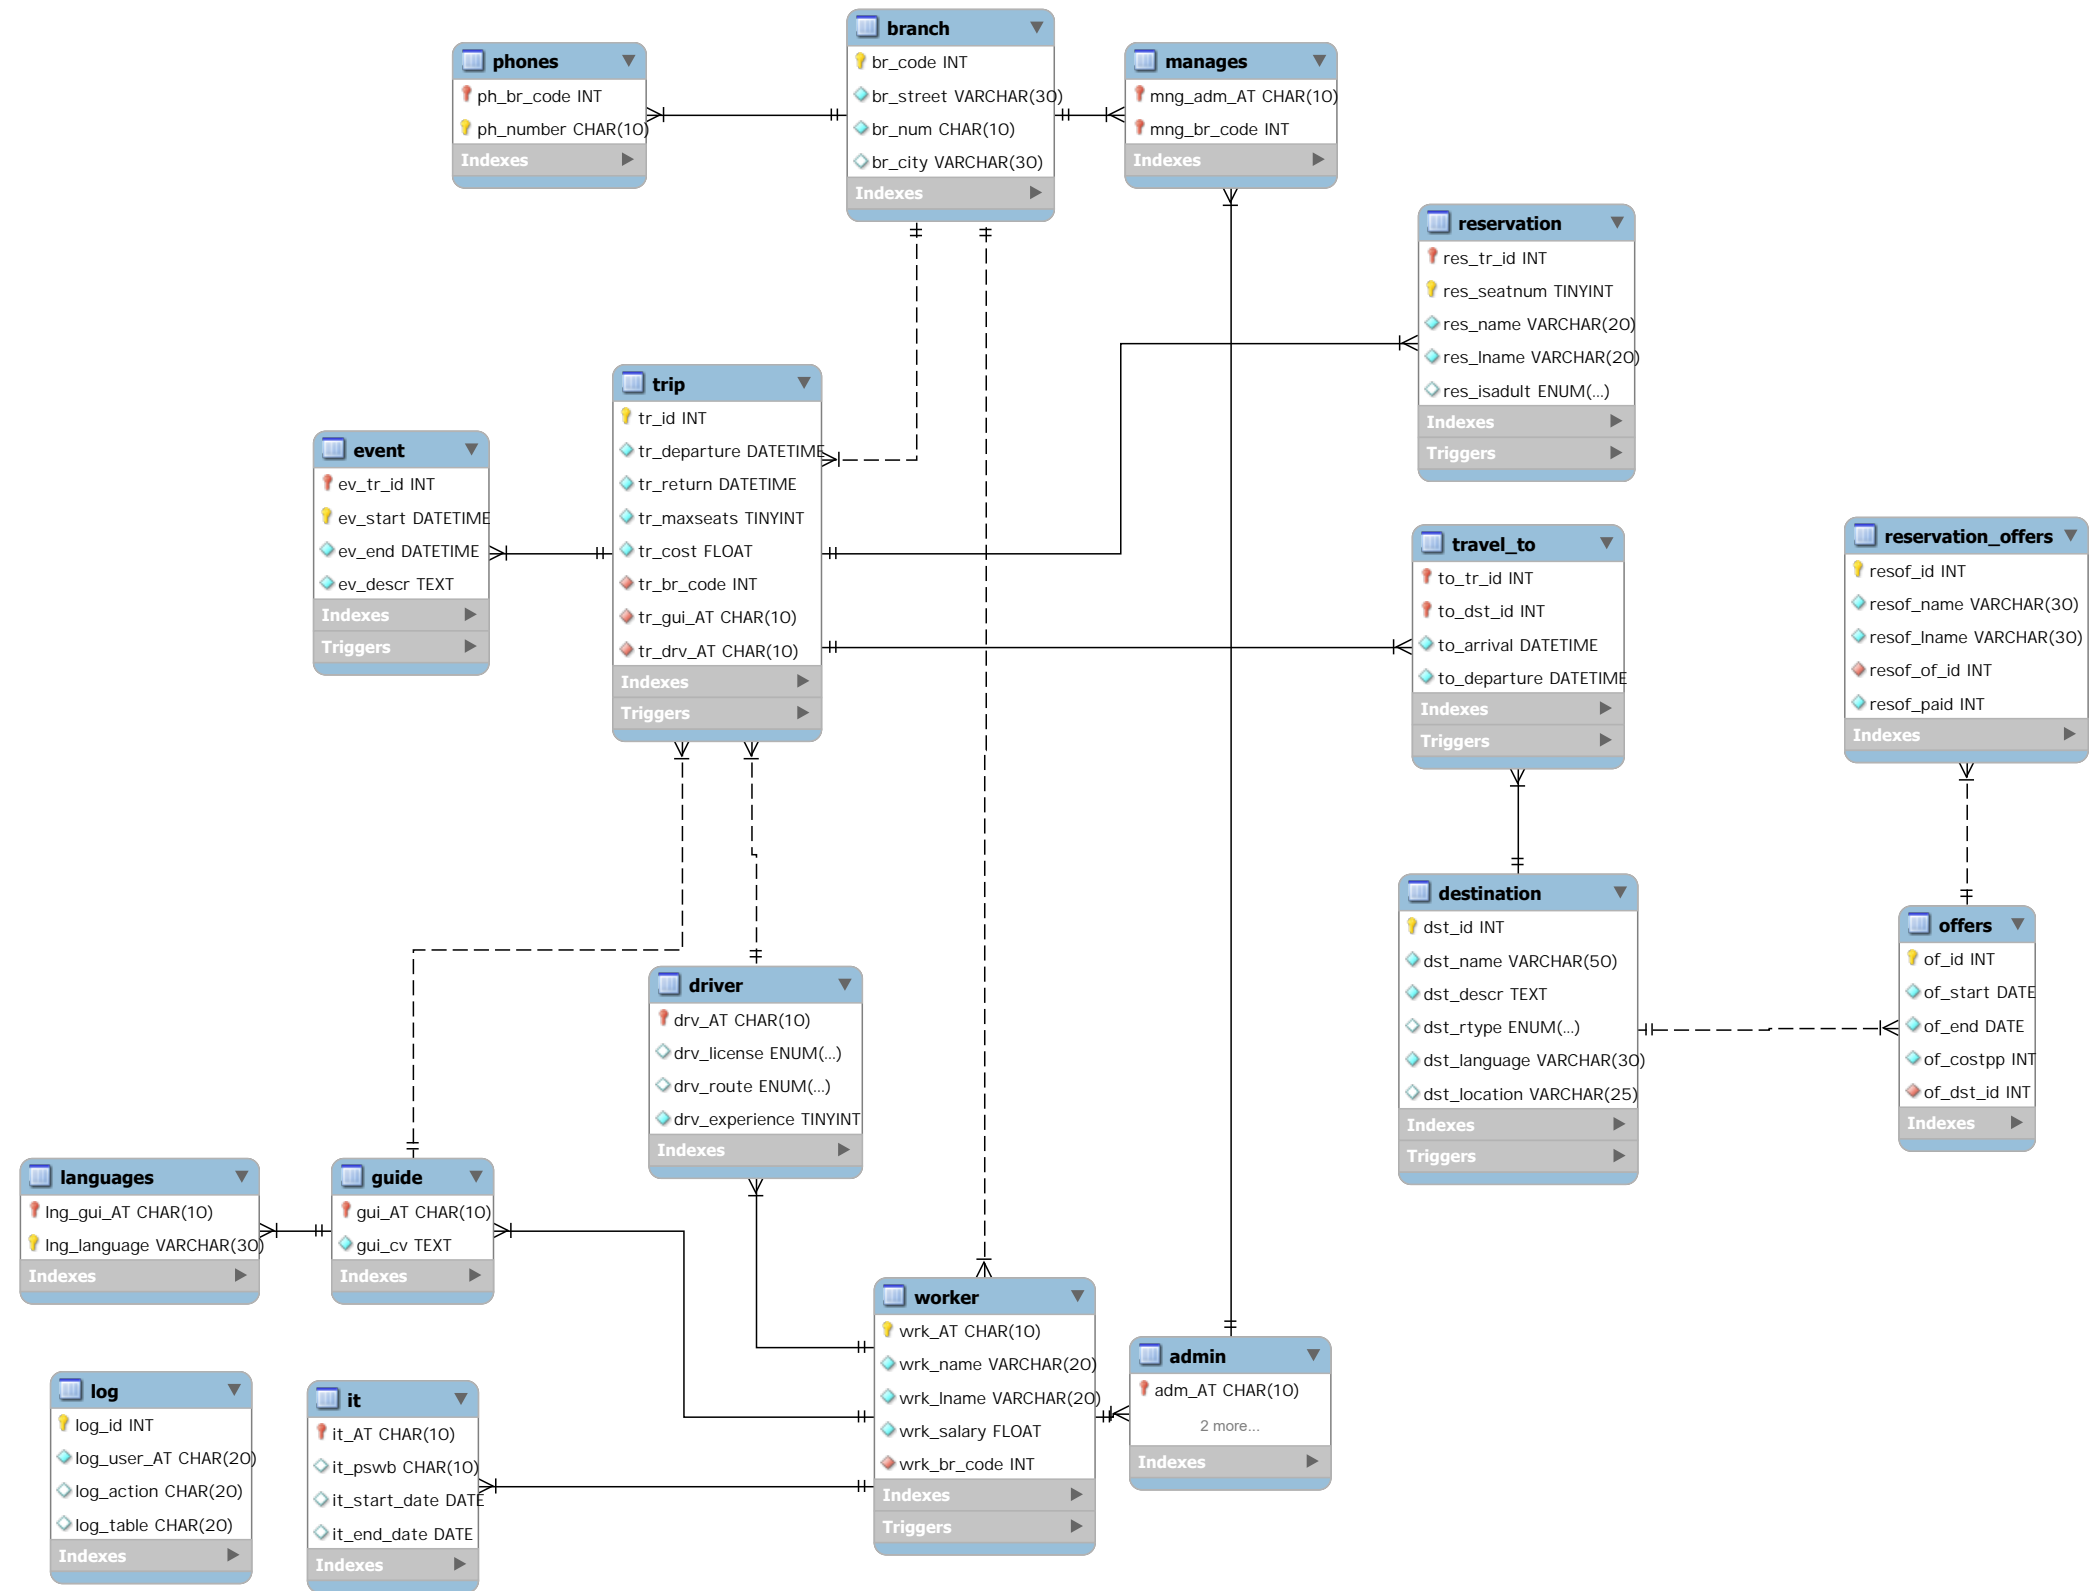 branch
br_code INT
br_street VARCHAR(30)
br_num CHAR(10)
br_city VARCHAR(30)
Indexes
phones
ph_br_code INT
ph_number CHAR(10)
Indexes
manages
mng_adm_AT CHAR(10)
mng_br_code INT
Indexes
reservation
res_tr_id INT
res_seatnum TINYINT
res_name VARCHAR(20)
res_lname VARCHAR(20)
res_isadult ENUM(...)
Indexes
Triggers
trip
tr_id INT
tr_departure DATETIME
tr_return DATETIME
tr_maxseats TINYINT
tr_cost FLOAT
tr_br_code INT
tr_gui_AT CHAR(10)
tr_drv_AT CHAR(10)
Indexes
Triggers
event
ev_tr_id INT
ev_start DATETIME
ev_end DATETIME
ev_descr TEXT
Indexes
Triggers
travel_to
to_tr_id INT
to_dst_id INT
to_arrival DATETIME
to_departure DATETIME
Indexes
Triggers
reservation_offers
resof_id INT
resof_name VARCHAR(30)
resof_lname VARCHAR(30)
resof_of_id INT
resof_paid INT
Indexes
destination
dst_id INT
dst_name VARCHAR(50)
dst_descr TEXT
dst_rtype ENUM(...)
dst_language VARCHAR(30)
dst_location VARCHAR(25)
Indexes
Triggers
offers
of_id INT
of_start DATE
of_end DATE
of_costpp INT
of_dst_id INT
Indexes
driver
drv_AT CHAR(10)
drv_license ENUM(...)
drv_route ENUM(...)
drv_experience TINYINT
Indexes
languages
lng_gui_AT CHAR(10)
lng_language VARCHAR(30)
Indexes
guide
gui_AT CHAR(10)
gui_cv TEXT
Indexes
worker
wrk_AT CHAR(10)
wrk_name VARCHAR(20)
wrk_lname VARCHAR(20)
wrk_salary FLOAT
wrk_br_code INT
Indexes
Triggers
admin
adm_AT CHAR(10)
2 more...
Indexes
log
log_id INT
log_user_AT CHAR(20)
log_action CHAR(20)
log_table CHAR(20)
Indexes
it
it_AT CHAR(10)
it_pswb CHAR(10)
it_start_date DATE
it_end_date DATE
Indexes